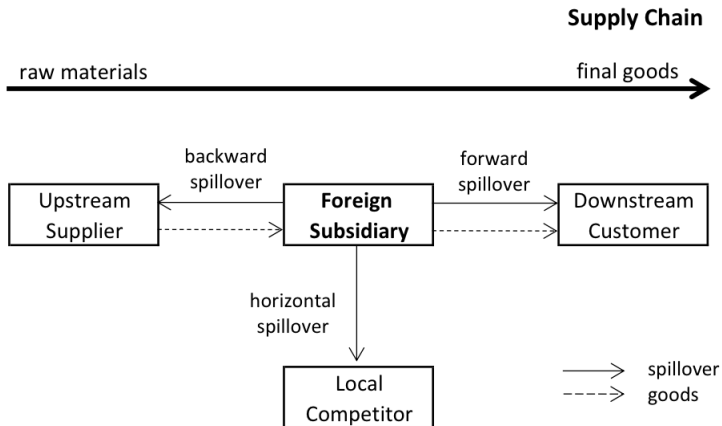 Supply Chain
raw materials
final goods
backward
spillover
forward
spillover
Upstream
Supplier
Foreign
Subsidiary
Downstream
Customer
horizontal
spillover
Local
Competitor
spillover
goods